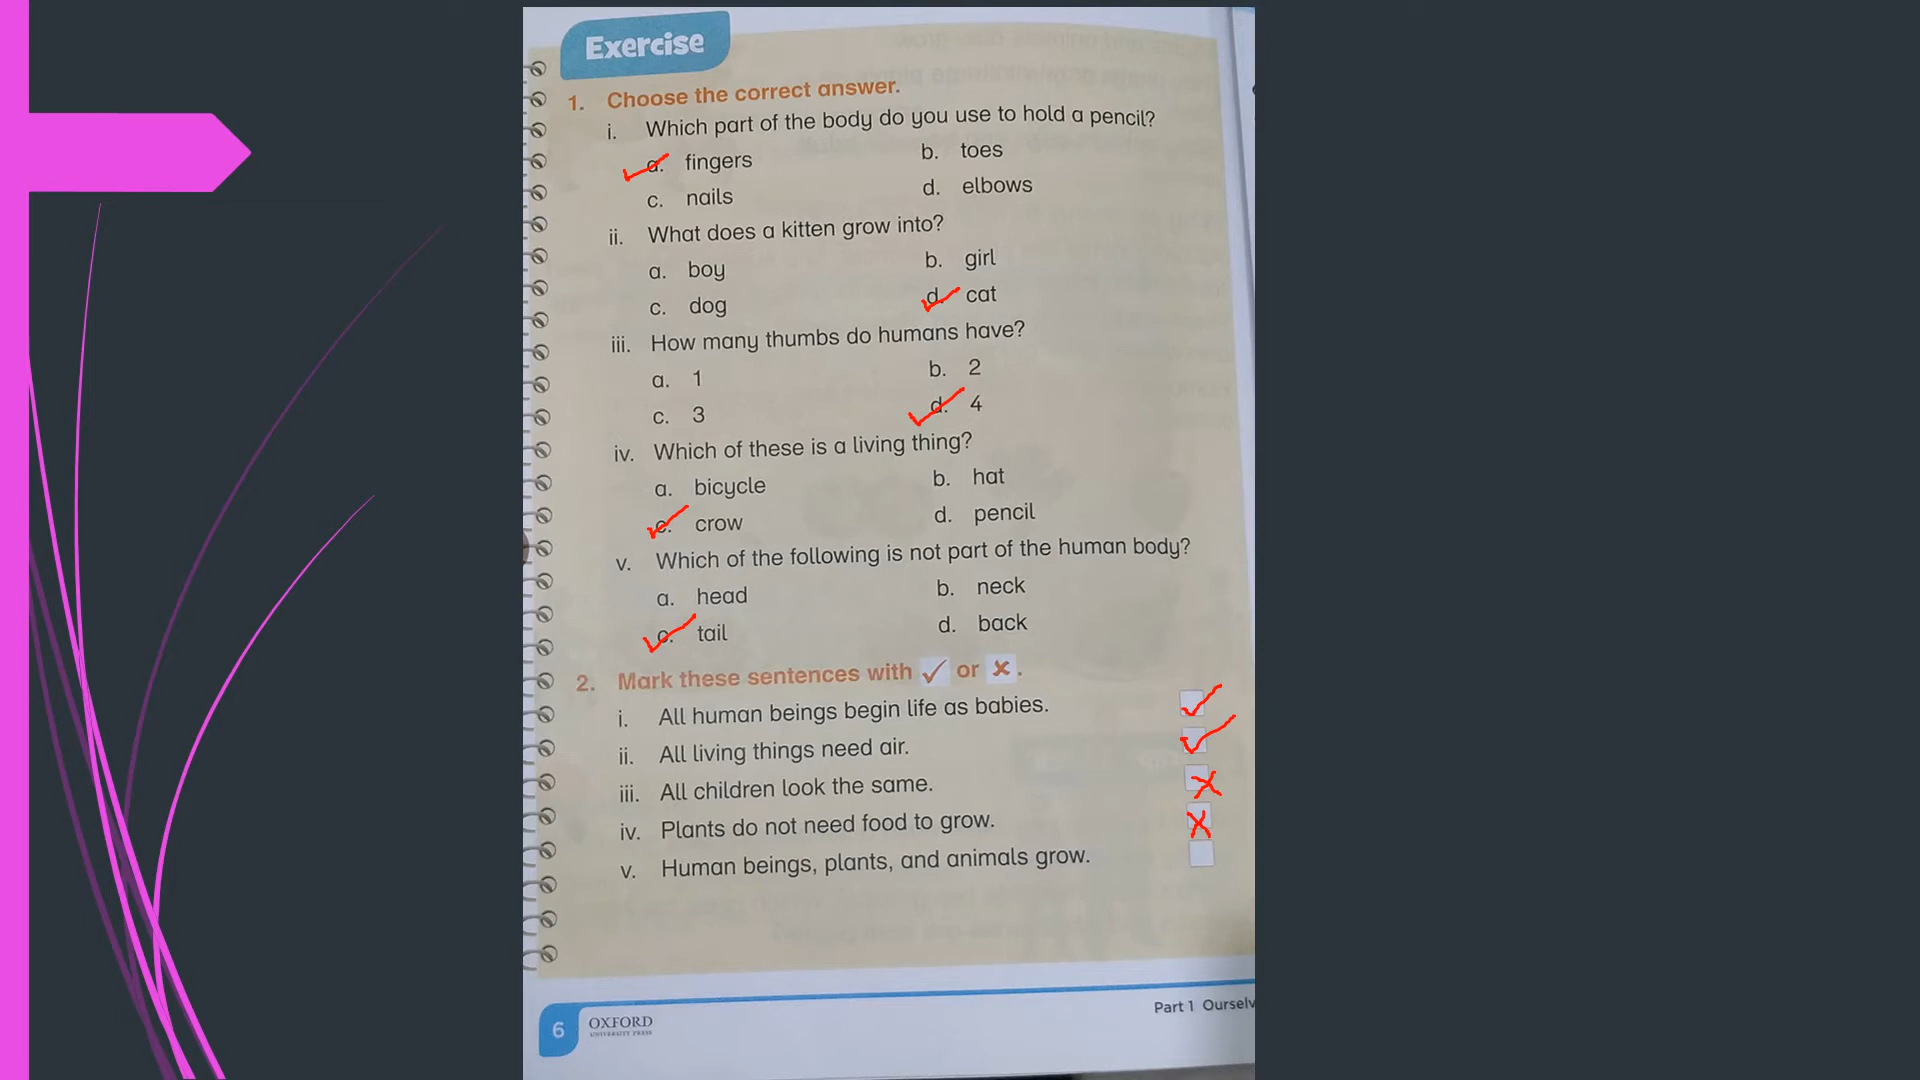 Exercise
1. Choose the correct answer.
i. Which part of the body do you use to hold a pencil?
a. fingers b. toes
c. nails d. elbows
ii. What does a kitten grow into?
a. boy b. girl
c. dog d. cat
iii. How many thumbs do humans have?
a. 1 b. 2
c. 3 d. 4
iv. Which of these is a living thing?
a. bicycle b. hat
c. crow d. pencil
v. Which of the following is not part of the human body?
a. head b. neck
c. tail d. back
2. Mark these sentences with ✓ or ✗.
i. All human beings begin life as babies. ✓
ii. All living things need air. ✓
iii. All children look the same. ✗
iv. Plants do not need food to grow. ✗
v. Human beings, plants, and animals grow.
6 OXFORD
UNIVERSITY PRESS
Part 1 Ourselv